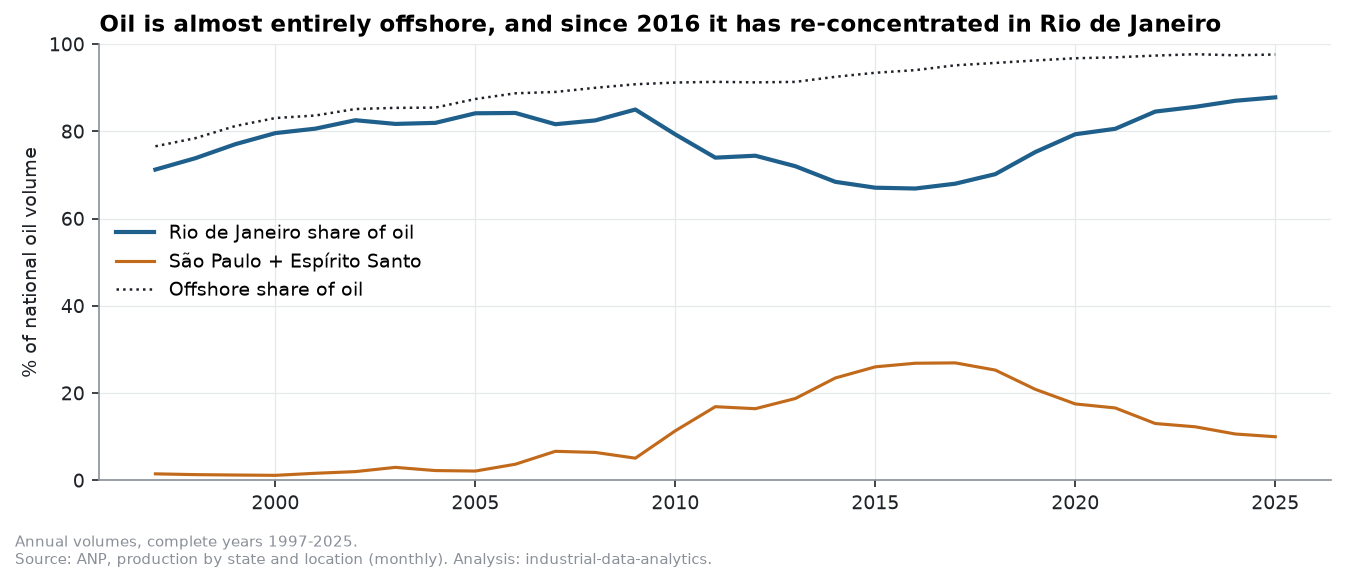 Oil is almost entirely offshore, and since 2016 it has re-concentrated in Rio de Janeiro
% of national oil volume
100
80
60
40
20
0
Rio de Janeiro share of oil
São Paulo + Espírito Santo
Offshore share of oil
2000
2005
2010
2015
2020
2025
Annual volumes, complete years 1997-2025.
Source: ANP, production by state and location (monthly). Analysis: industrial-data-analytics.